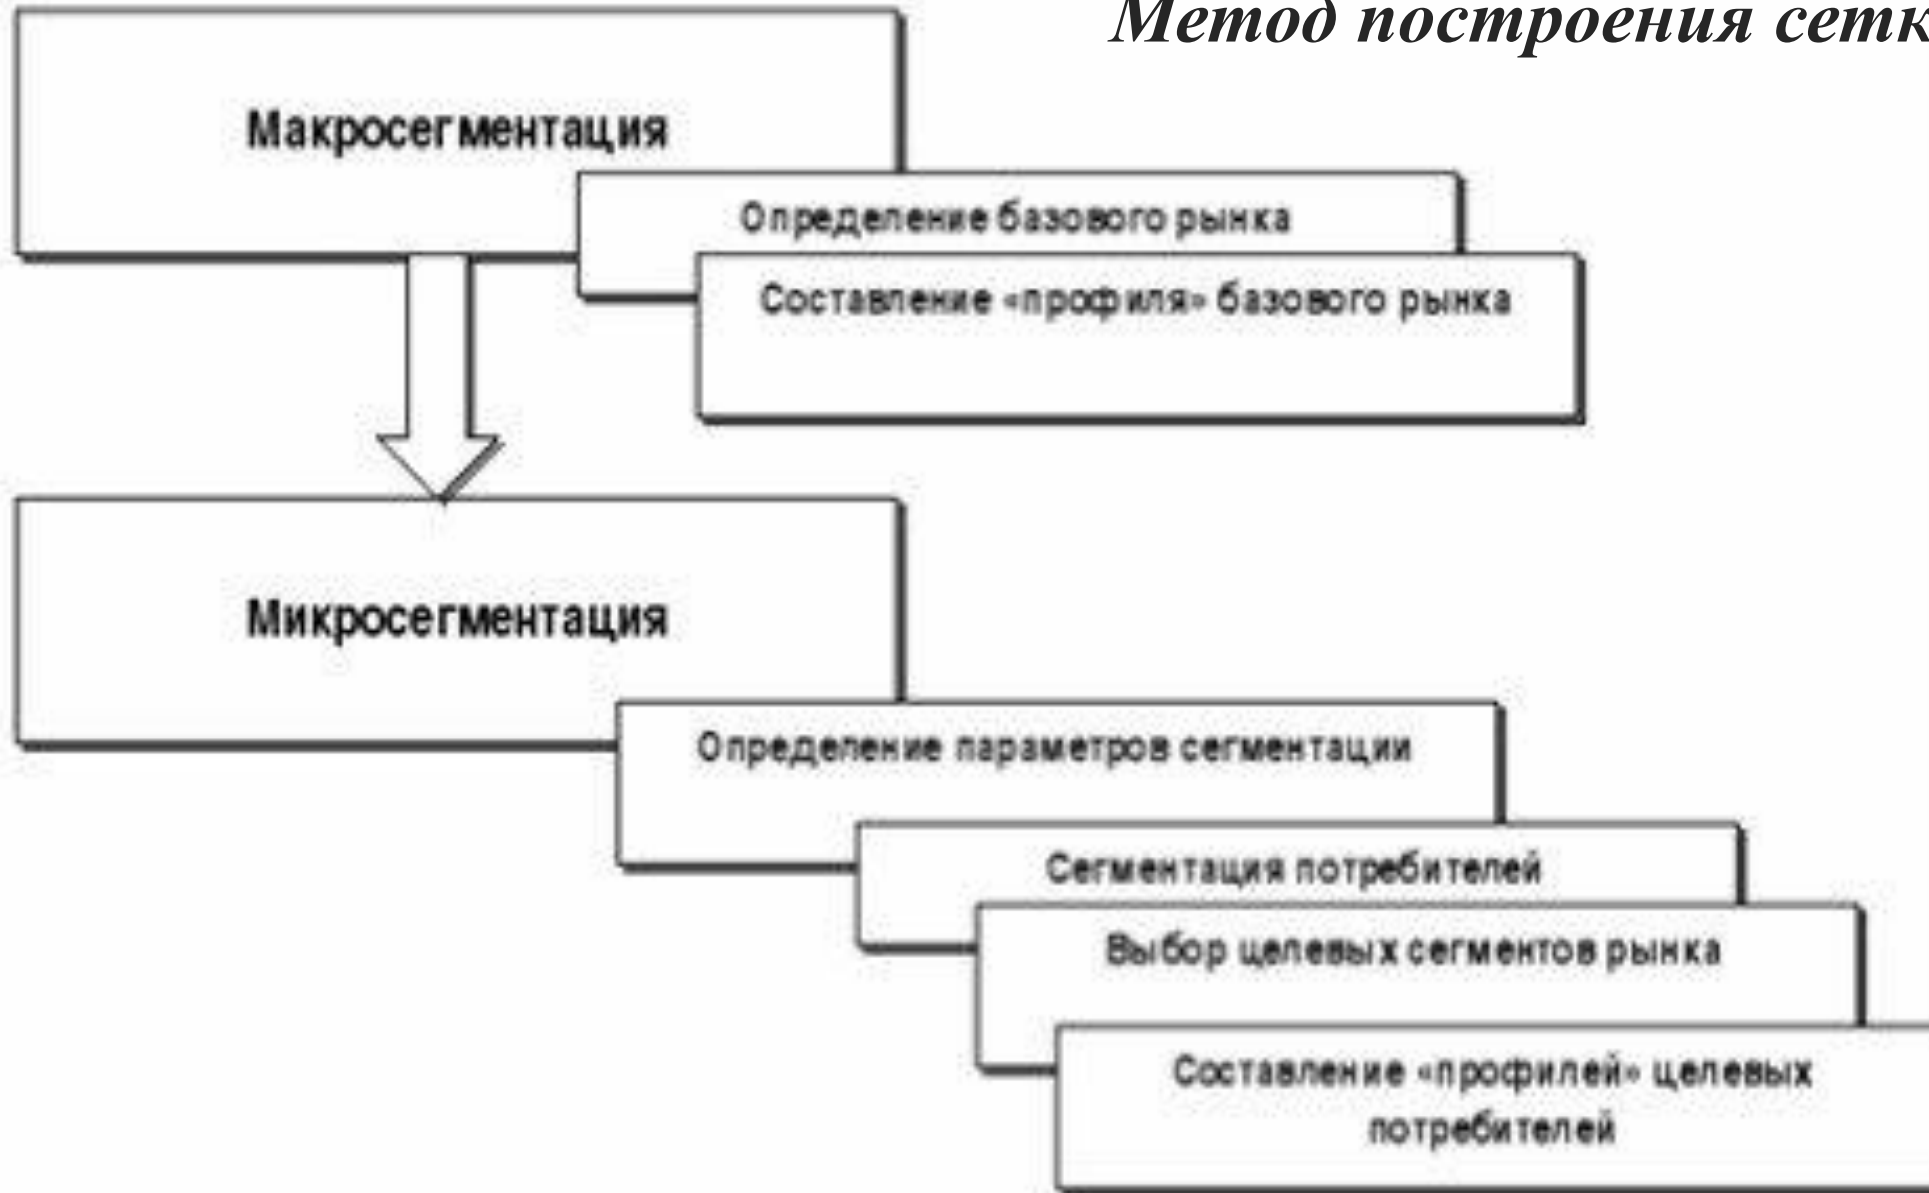 Метод построения сетк
Макросегментация
Определение базового рынка
Составление «профиля» базового рынка
Микросегментация
Определение параметров сегментации
Сегментация потребителей
Выбор целевых сегментов рынка
Составление «профилей» целевых
потребителей